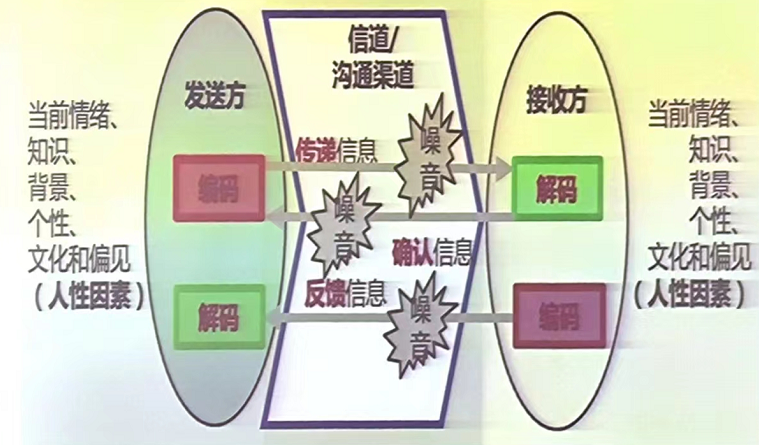 信道/
沟通渠道
发送方
接收方
当前情绪、
知识、
背景、
个性、
文化和偏见
（人性因素）
当前情绪、
知识、
背景、
个性、
文化和偏见
（人性因素）
传递信息
噪音
编码
解码
噪音
确认信息
反馈信息
噪音
解码
编码